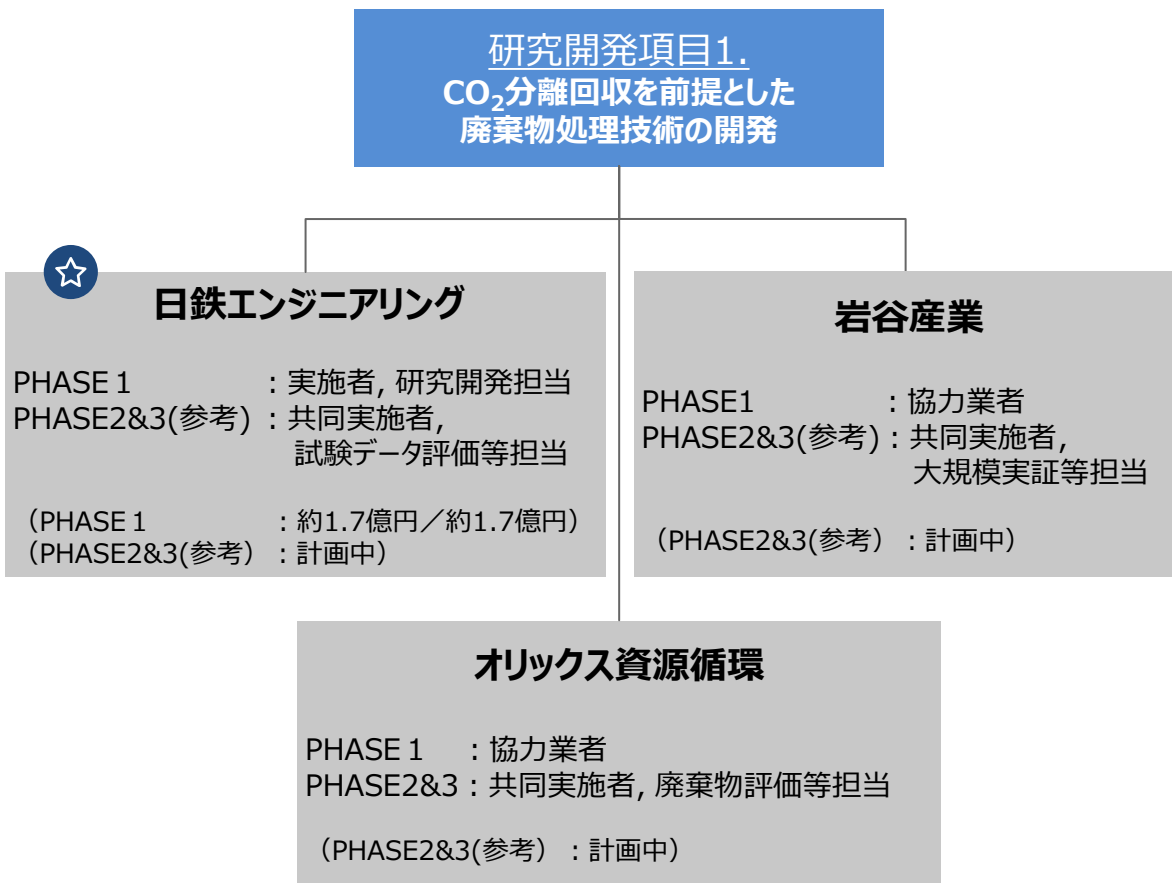 研究開発項目1.
CO₂分離回収を前提とした
廃棄物処理技術の開発
日鉄エンジニアリング
PHASE１　　　　：実施者, 研究開発担当
PHASE2&3(参考)：共同実施者,
試験データ評価等担当
（PHASE１　　　　：約1.7億円／約1.7億円）
（PHASE2&3(参考）：計画中）
岩谷産業
PHASE1　　　　：協力業者
PHASE2&3(参考)：共同実施者,
大規模実証等担当
（PHASE2&3(参考）：計画中）
オリックス資源循環
PHASE１　：協力業者
PHASE2&3：共同実施者, 廃棄物評価等担当
（PHASE2&3(参考）：計画中）